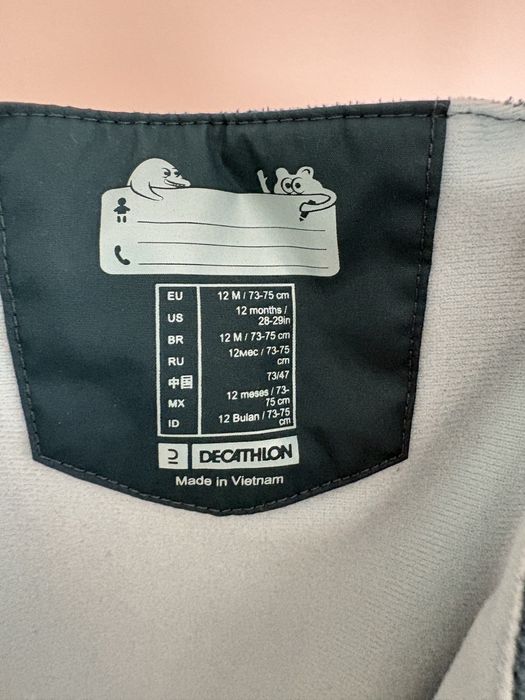 EU 12 M / 73-75 cm
US 12 months /
28-29in
BR 12 M / 73-75 cm
RU 12мес / 73-75
cm
中国 73/47
MX 12 meses / 73-
75 cm
ID 12 Bulan / 73-75
cm
DECATHLON
Made in Vietnam